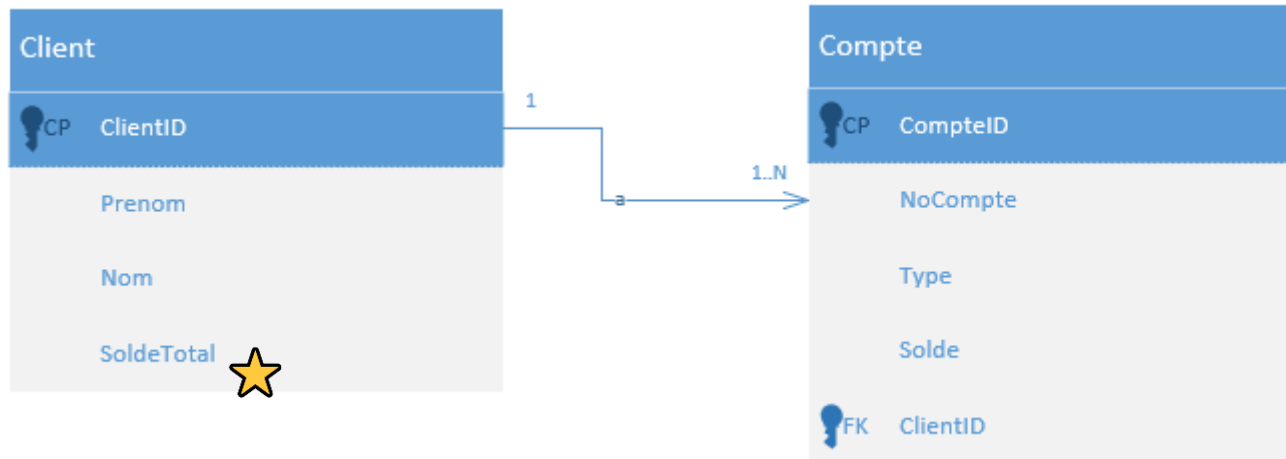 Client
CP ClientID
Prenom
Nom
SoldeTotal
1
a
1..N
Compte
CP CompteID
NoCompte
Type
Solde
FK ClientID